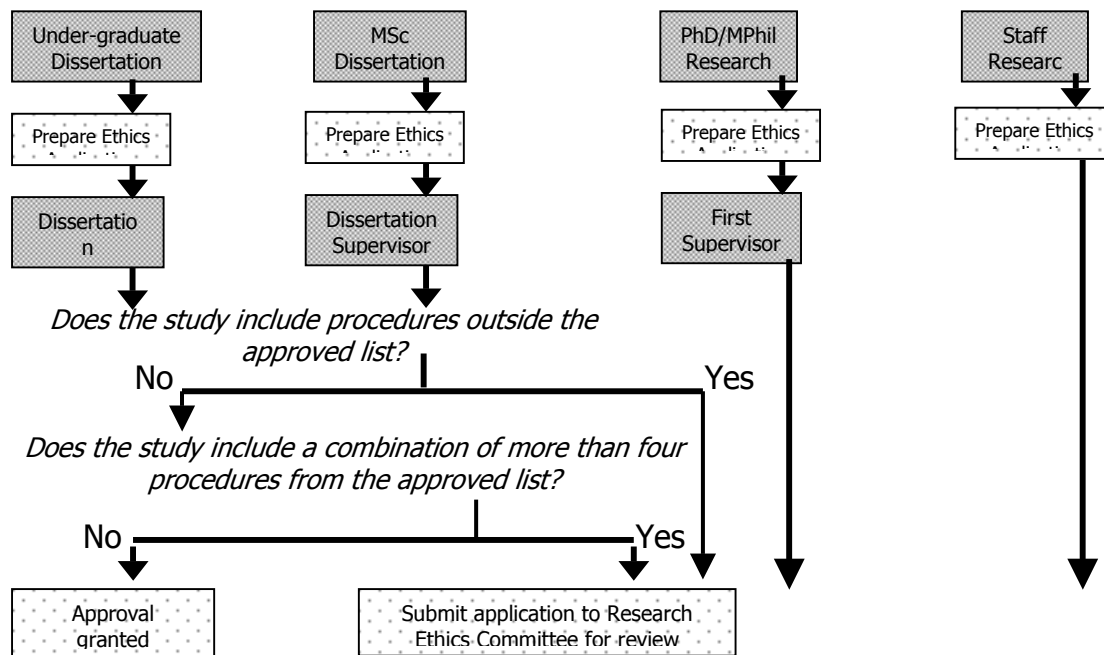 Under-graduate
Dissertation
MSc
Dissertation
PhD/MPhil
Research
Staff
Researc
Prepare Ethics
Prepare Ethics
Prepare Ethics
Prepare Ethics
Dissertatio
n
Dissertation
Supervisor
First
Supervisor
Does the study include procedures outside the
approved list?
No
Yes
Does the study include a combination of more than four
procedures from the approved list?
No
Yes
Approval
granted
Submit application to Research
Ethics Committee for review